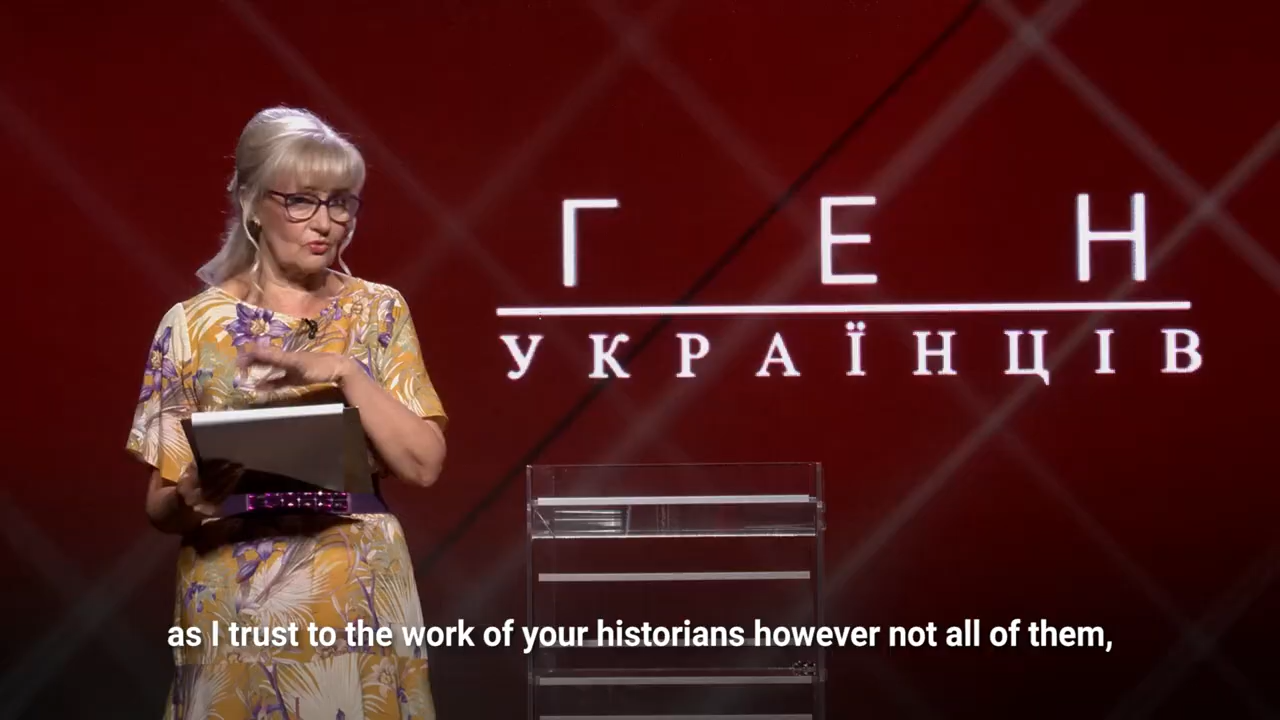 ГЕН
УКРАЇНЦІВ
as I trust to the work of your historians however not all of them,